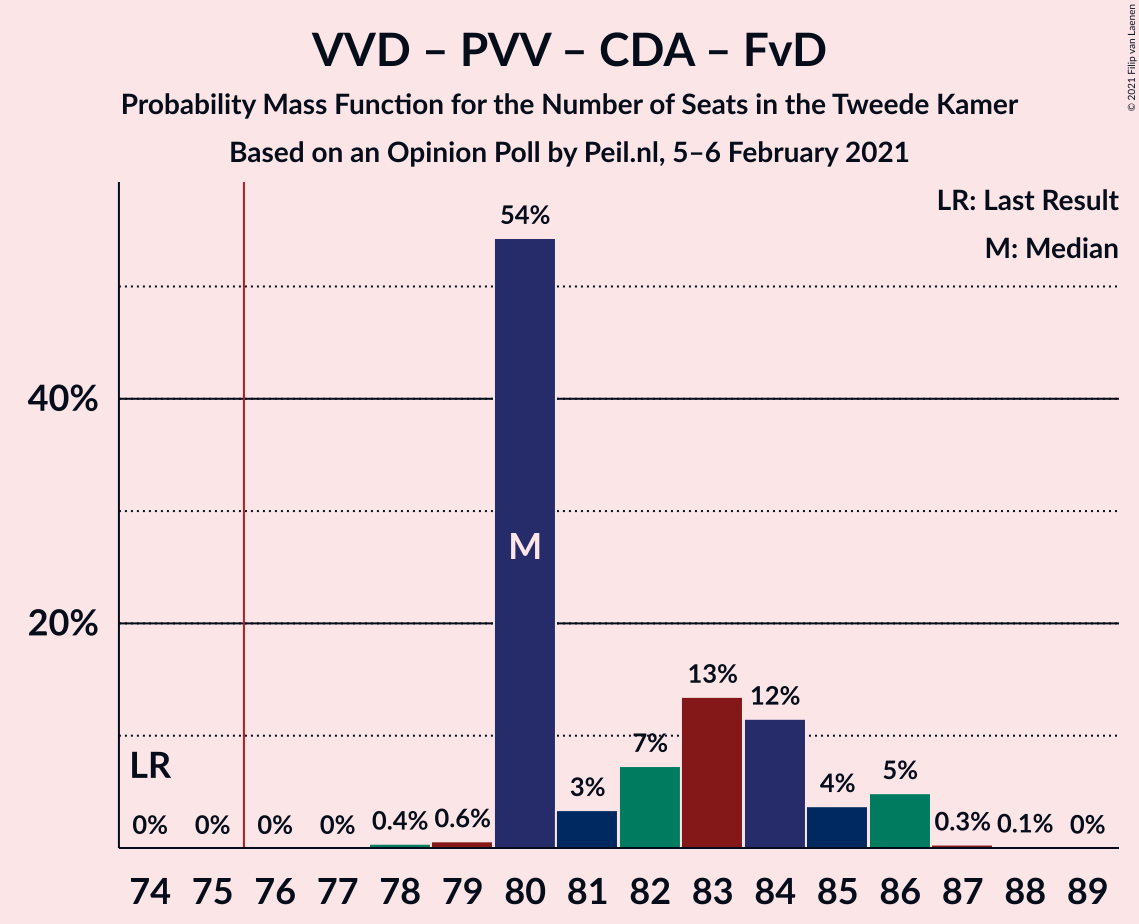 VVD – PVV – CDA – FvD
Probability Mass Function for the Number of Seats in the Tweede Kamer
Based on an Opinion Poll by Peil.nl, 5–6 February 2021
© 2021 Filip van Laenen
LR: Last Result
M: Median
54%
40%
M
20%
13%
12%
LR
7%
5%
3%
4%
0% 0% 0% 0% 0.4% 0.6% 0.3% 0.1% 0%
74 75 76 77 78 79 80 81 82 83 84 85 86 87 88 89